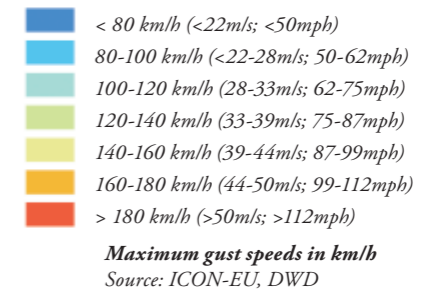 < 80 km/h (<22m/s; <50mph)
80-100 km/h (<22-28m/s; 50-62mph)
100-120 km/h (28-33m/s; 62-75mph)
120-140 km/h (33-39m/s; 75-87mph)
140-160 km/h (39-44m/s; 87-99mph)
160-180 km/h (44-50m/s; 99-112mph)
> 180 km/h (>50m/s; >112mph)
Maximum gust speeds in km/h
Source: ICON-EU, DWD